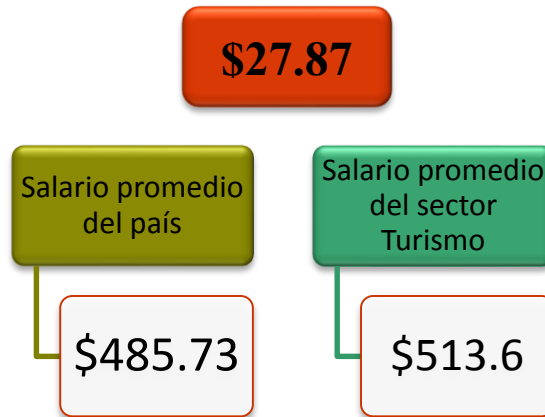 $27.87
Salario promedio
del país
$485.73
Salario promedio
del sector
Turismo
$513.6